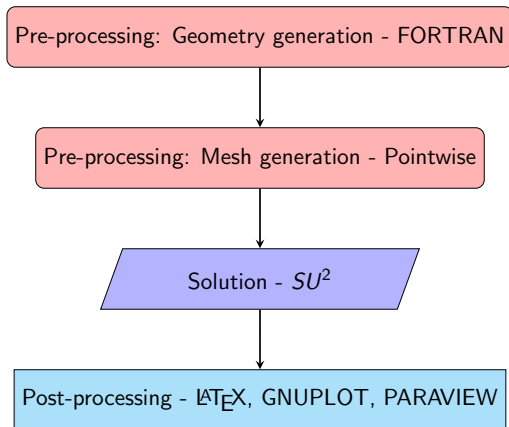 Pre-processing: Geometry generation - FORTRAN
Pre-processing: Mesh generation - Pointwise
Solution - SU²
Post-processing - LATEX, GNUPLOT, PARAVIEW